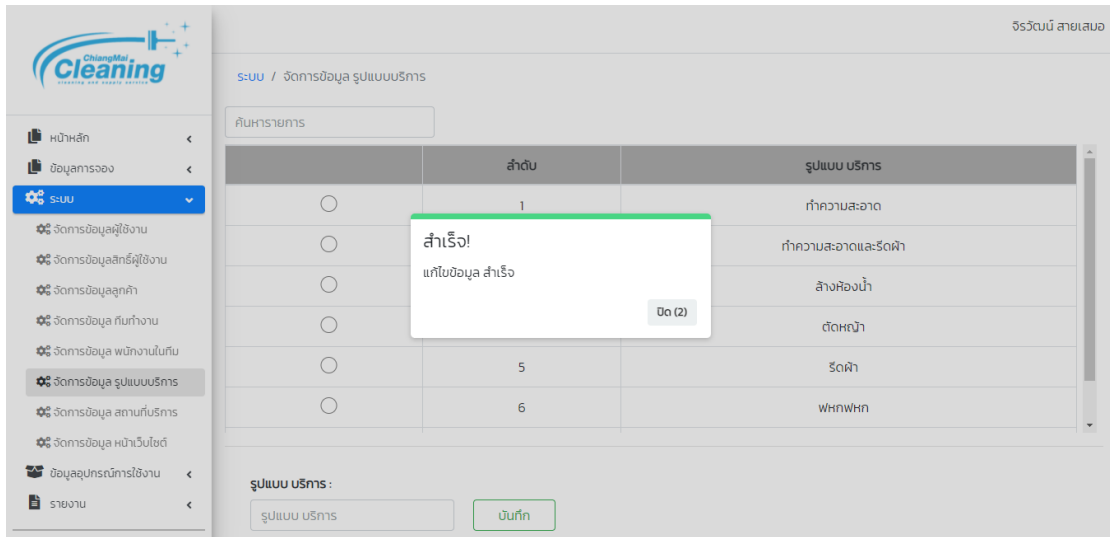 จิรวัฒน์ สายเสมอ
ChiangMai
Cleaning
cleaning and supply service
ระบบ / จัดการข้อมูล รูปแบบบริการ
ค้นหารายการ
หน้าหลัก
ข้อมูลการจอง
ระบบ
จัดการข้อมูลผู้ใช้งาน
จัดการข้อมูลสิทธิ์ผู้ใช้งาน
จัดการข้อมูลลูกค้า
จัดการข้อมูล ทีมทำงาน
จัดการข้อมูล พนักงานในทีม
จัดการข้อมูล รูปแบบบริการ
จัดการข้อมูล สถานที่บริการ
จัดการข้อมูล หน้าเว็บไซต์
ข้อมูลอุปกรณ์การใช้งาน
รายงาน
ลำดับ รูปแบบ บริการ
1 ทำความสะอาด
ทำความสะอาดและรีดผ้า
ล้างห้องน้ำ
ตัดหญ้า
5 รีดผ้า
6 ฟหกฟหก
สำเร็จ!
แก้ไขข้อมูล สำเร็จ
ปิด (2)
รูปแบบ บริการ :
รูปแบบ บริการ
บันทึก